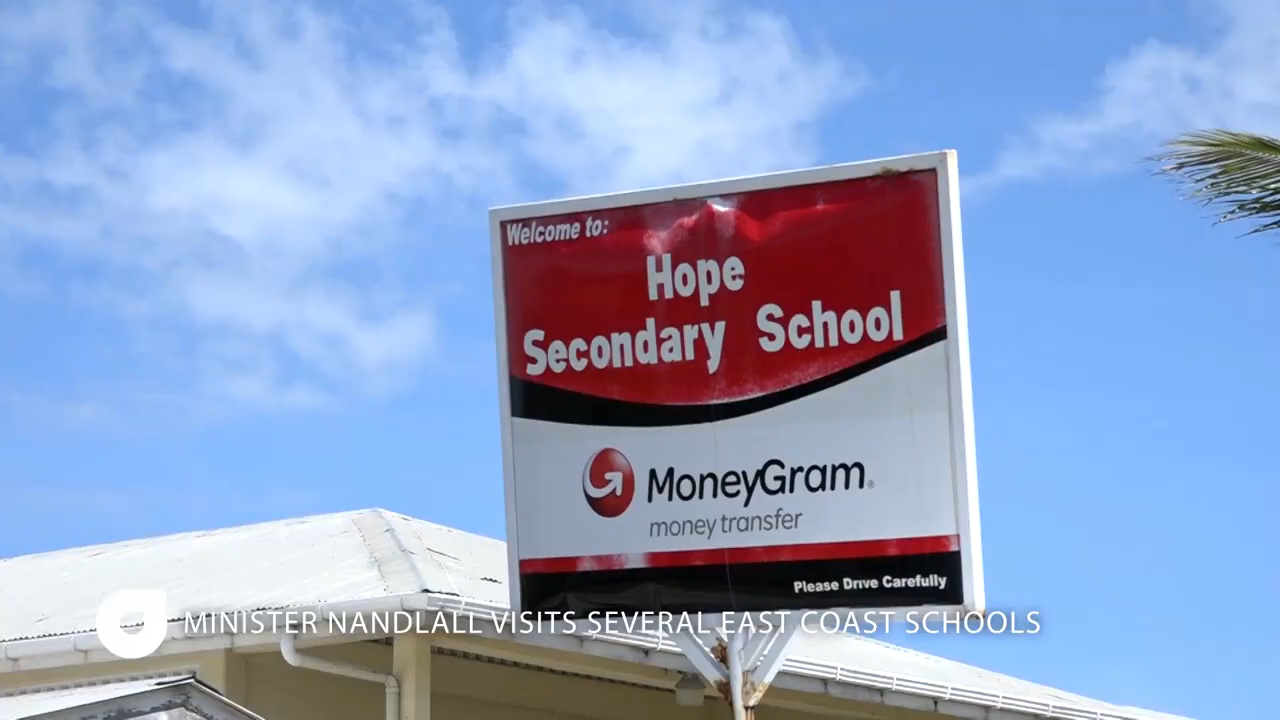 Welcome to:
Hope
Secondary School
MoneyGram®
money transfer
Please Drive Carefully
MINISTER NANDLALL VISITS SEVERAL EAST COAST SCHOOLS